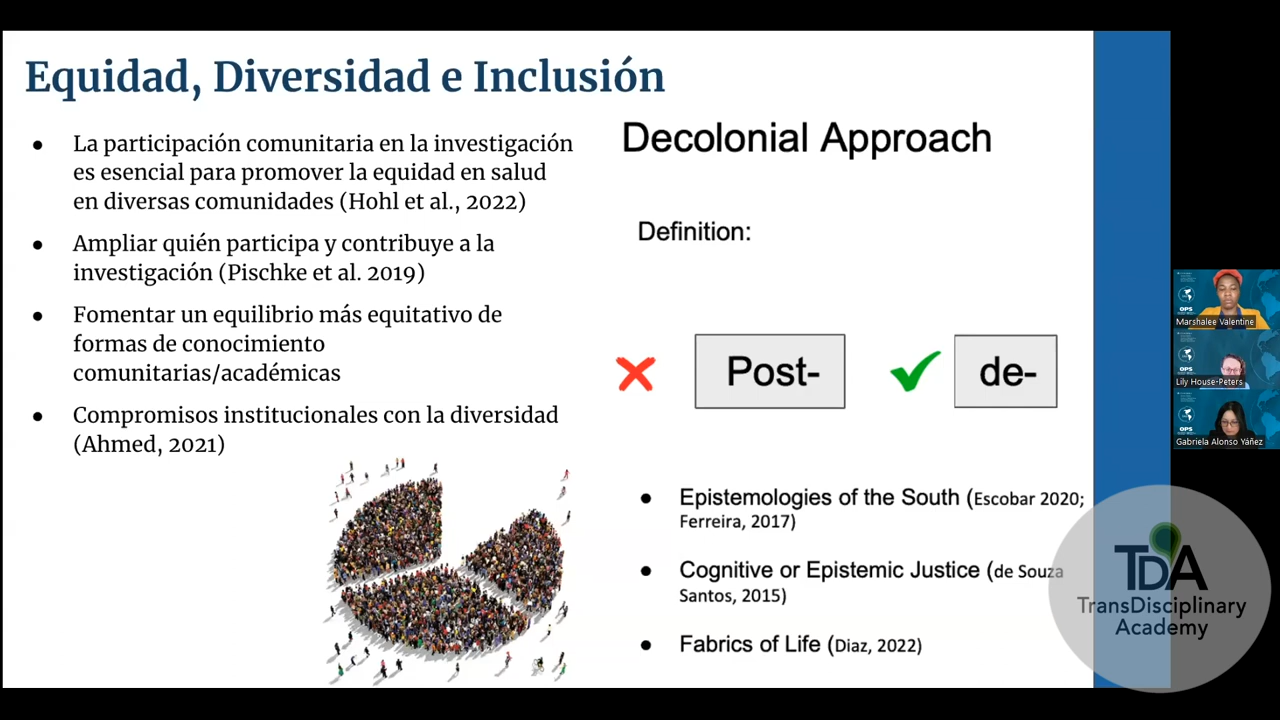 Equidad, Diversidad e Inclusión
● La participación comunitaria en la investigación
es esencial para promover la equidad en salud
en diversas comunidades (Hohl et al., 2022)
● Ampliar quién participa y contribuye a la
investigación (Pischke et al. 2019)
● Fomentar un equilibrio más equitativo de
formas de conocimiento
comunitarias/académicas
● Compromisos institucionales con la diversidad
(Ahmed, 2021)
Decolonial Approach
Definition:
Post-
de-
● Epistemologies of the South (Escobar 2020;
Ferreira, 2017)
● Cognitive or Epistemic Justice (de Souza
Santos, 2015)
● Fabrics of Life (Diaz, 2022)
OPS
Marshalee Valentine
Lily House-Peters
OPS
Gabriela Alonso Yáñez
TDA
TransDisciplinary
Academy